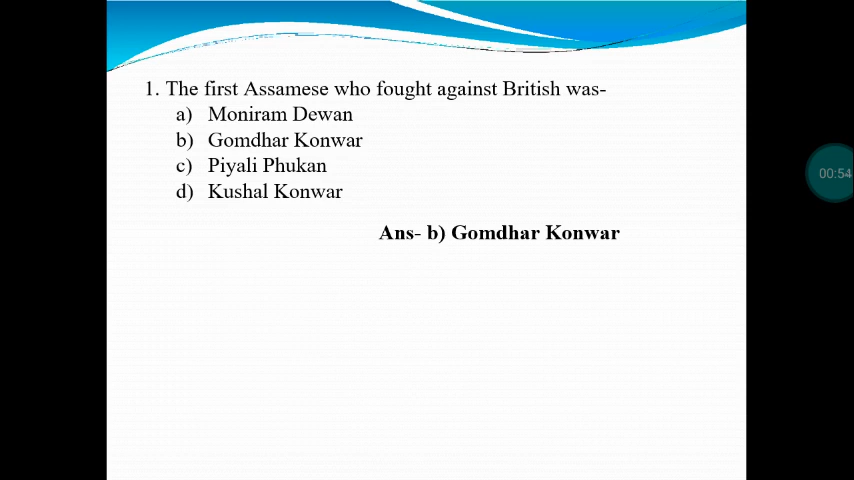 1. The first Assamese who fought against British was-
a) Moniram Dewan
b) Gomdhar Konwar
c) Piyali Phukan
d) Kushal Konwar
Ans- b) Gomdhar Konwar
00:54